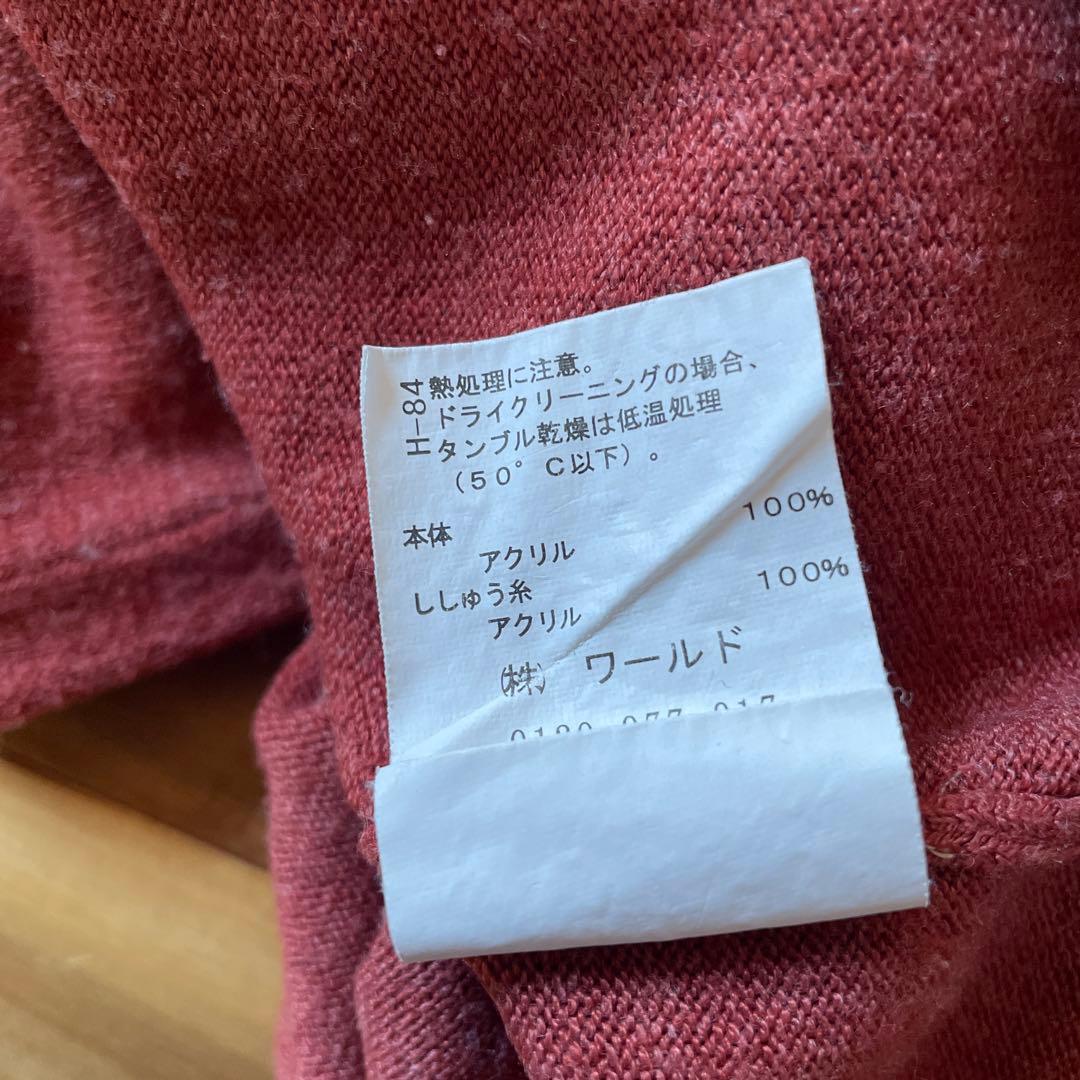 H-84
熱処理に注意。
ドライクリーニングの場合、
タンブル乾燥は低温処理
（50°C以下）。
本体
アクリル 100%
ししゅう糸
アクリル 100%
㈱ ワールド